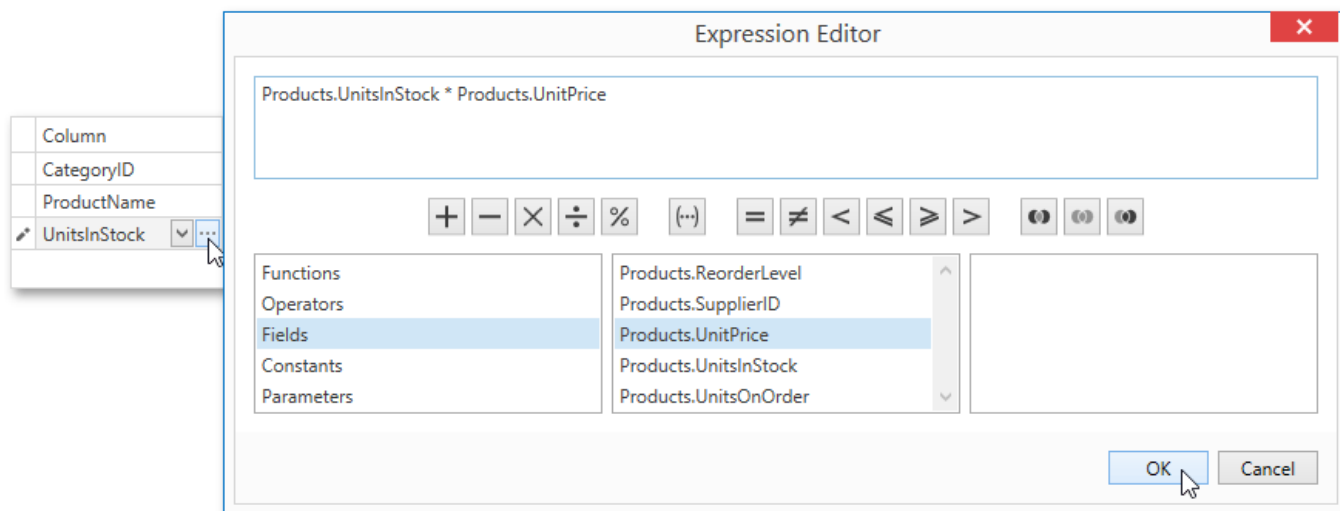 Expression Editor
Products.UnitsInStock * Products.UnitPrice
Column
CategoryID
ProductName
UnitsInStock
Functions
Operators
Fields
Constants
Parameters
Products.ReorderLevel
Products.SupplierID
Products.UnitPrice
Products.UnitsInStock
Products.UnitsOnOrder
OK
Cancel